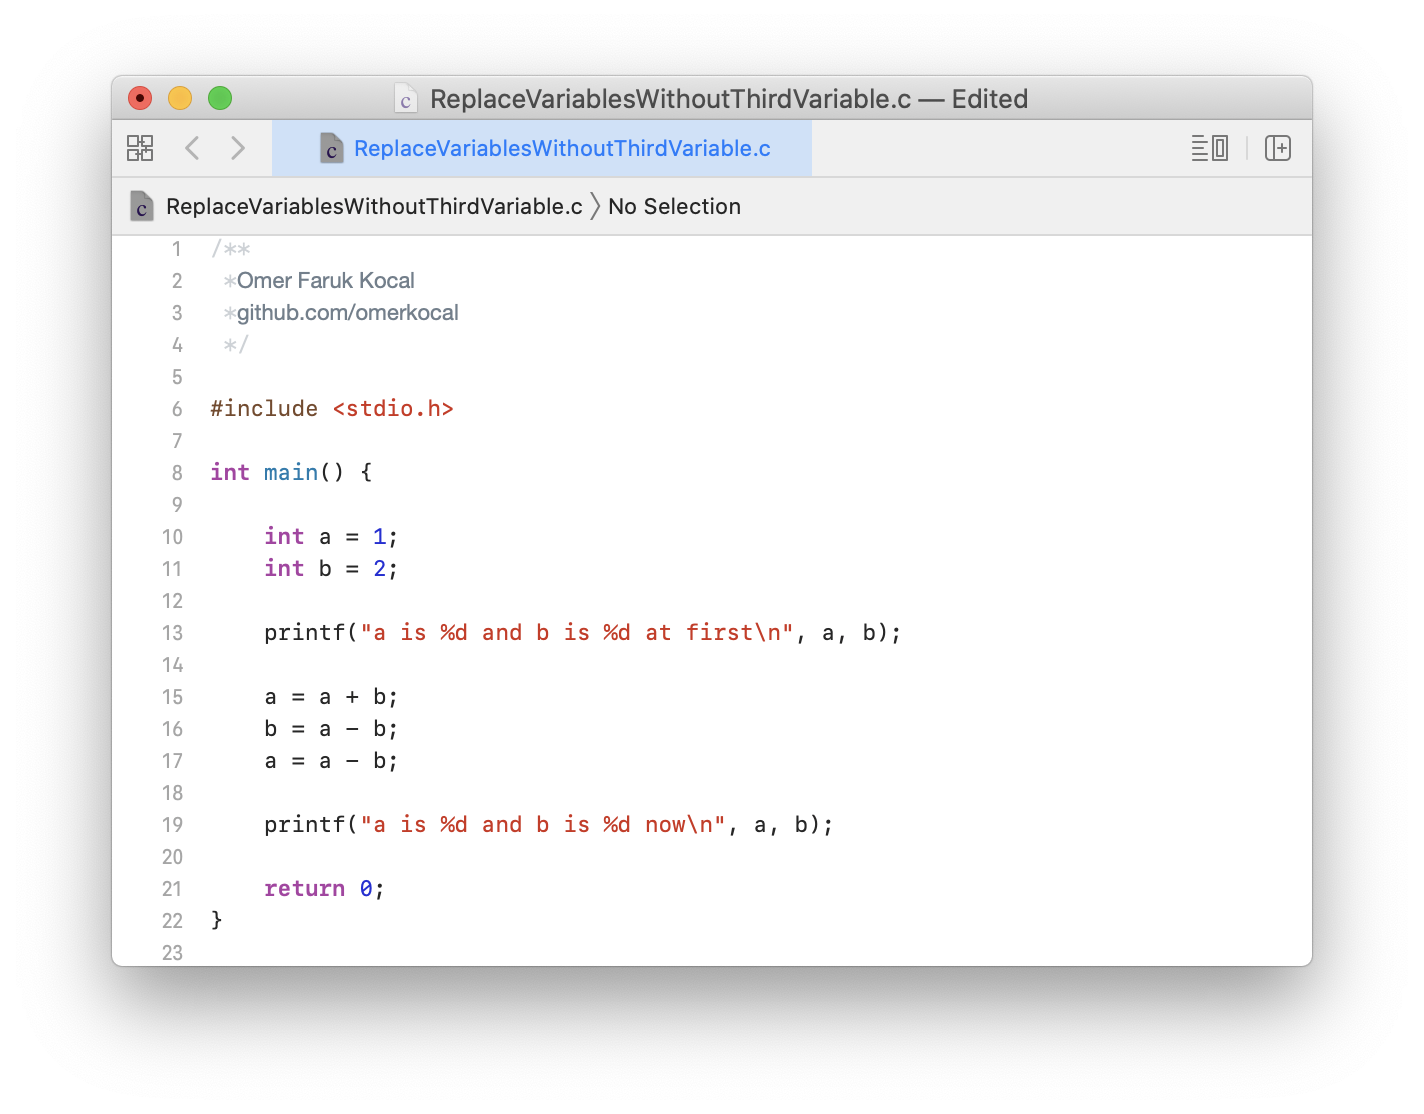 ReplaceVariablesWithoutThirdVariable.c — Edited
ReplaceVariablesWithoutThirdVariable.c
ReplaceVariablesWithoutThirdVariable.c 〉 No Selection
1 /**
2  *Omer Faruk Kocal
3  *github.com/omerkocal
4  */
5
6 #include <stdio.h>
7
8 int main() {
9
10     int a = 1;
11     int b = 2;
12
13     printf("a is %d and b is %d at first\n", a, b);
14
15     a = a + b;
16     b = a - b;
17     a = a - b;
18
19     printf("a is %d and b is %d now\n", a, b);
20
21     return 0;
22 }
23